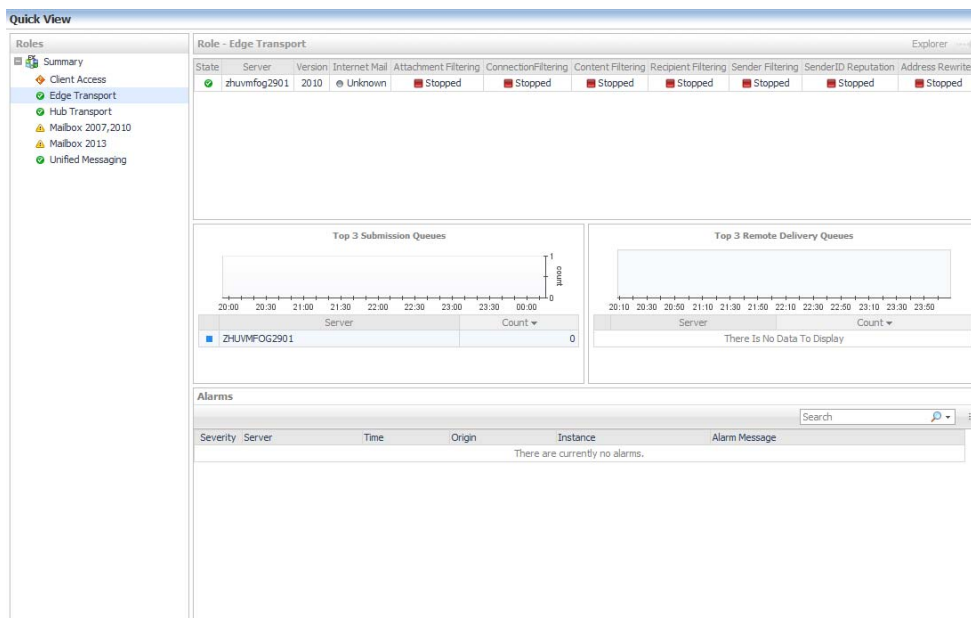 Quick View
Roles
Summary
Client Access
Edge Transport
Hub Transport
Mailbox 2007,2010
Mailbox 2013
Unified Messaging
Role - Edge Transport Explorer
State Server Version Internet Mail Attachment Filtering ConnectionFiltering Content Filtering Recipient Filtering Sender Filtering SenderID Reputation Address Rewrite
zhuvmfog2901 2010 Unknown Stopped Stopped Stopped Stopped Stopped Stopped Stopped
Top 3 Submission Queues
1
count
0
20:00 20:30 21:00 21:30 22:00 22:30 23:00 23:30 00:00
Server Count
ZHUVMFOG2901 0
Top 3 Remote Delivery Queues
20:10 20:30 20:50 21:10 21:30 21:50 22:10 22:30 22:50 23:10 23:30 23:50
Server Count
There Is No Data To Display
Alarms
Search
Severity Server Time Origin Instance Alarm Message
There are currently no alarms.